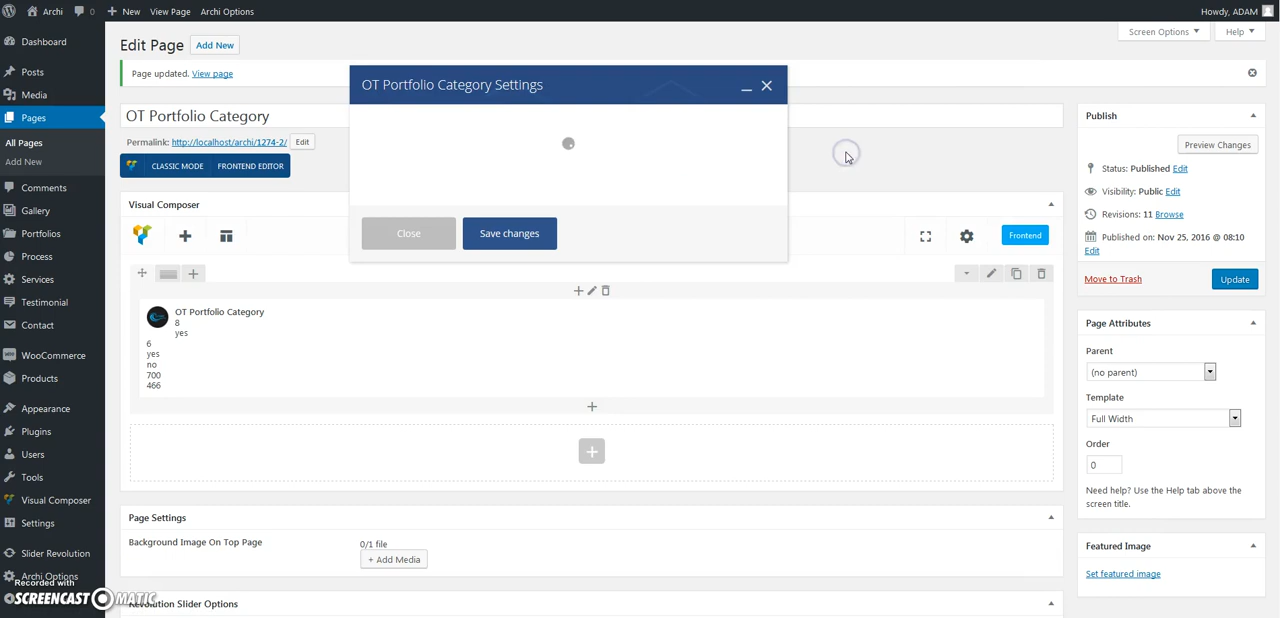 Archi
0
New
View Page
Archi Options
Howdy, ADAM
Dashboard
Posts
Media
Pages
All Pages
Add New
Comments
Gallery
Portfolios
Process
Services
Testimonial
Contact
WooCommerce
Products
Appearance
Plugins
Users
Tools
Visual Composer
Settings
Slider Revolution
Archi Options
Recorded with
SCREENCAST MATIC
Screen Options
Help
Edit Page
Add New
Page updated. View page
OT Portfolio Category
Permalink: http://localhost/archi/1274-2/ Edit
CLASSIC MODE
FRONTEND EDITOR
OT Portfolio Category Settings
Close
Save changes
Visual Composer
Frontend
OT Portfolio Category
8
yes
6
yes
no
700
466
Page Settings
Background Image On Top Page
0/1 file
+ Add Media
Revolution Slider Options
Publish
Preview Changes
Status: Published Edit
Visibility: Public Edit
Revisions: 11 Browse
Published on: Nov 25, 2016 @ 08:10
Edit
Move to Trash
Update
Page Attributes
Parent
(no parent)
Template
Full Width
Order
0
Need help? Use the Help tab above the
screen title.
Featured Image
Set featured image